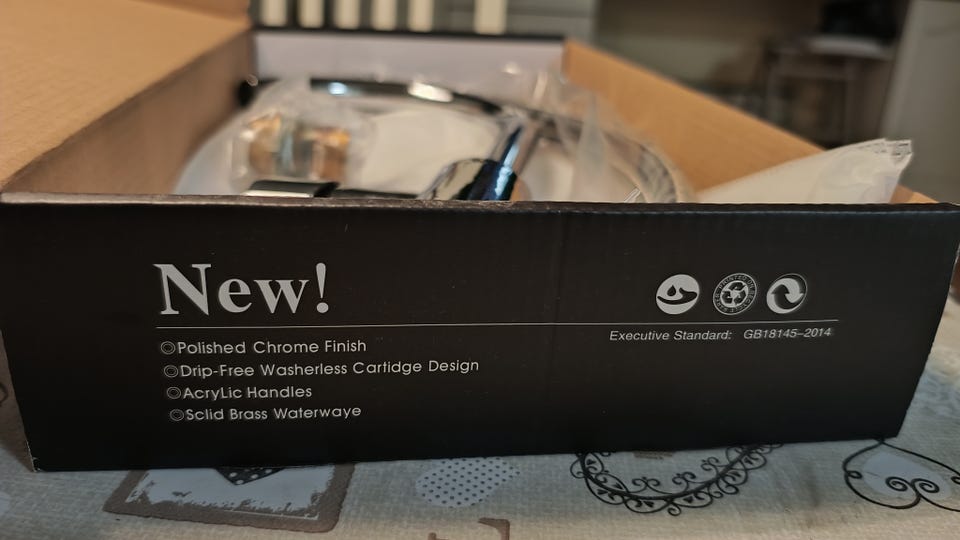 New!
◎Polished Chrome Finish
◎Drip-Free Washerless Cartidge Design
◎AcryLic Handles
◎Sclid Brass Waterwaye
Executive Standard: GB18145-2014